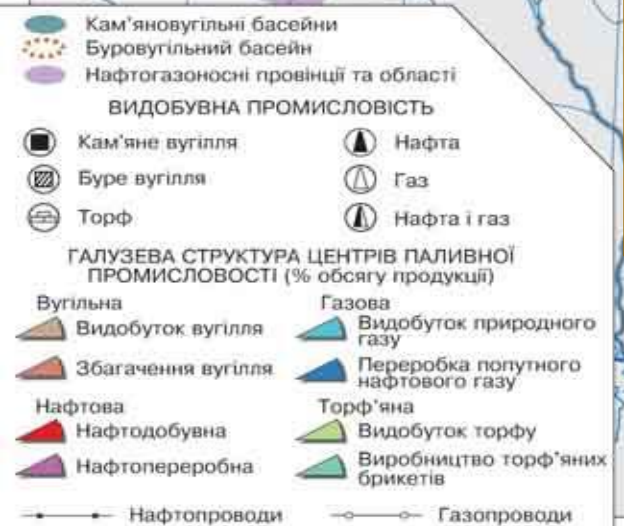 Кам'яновугільні басейни
Буровугільний басейн
Нафтогазоносні провінції та області
ВИДОБУВНА ПРОМИСЛОВІСТЬ
Кам'яне вугілля
Нафта
Буре вугілля
Газ
Торф
Нафта і газ
ГАЛУЗЕВА СТРУКТУРА ЦЕНТРІВ ПАЛИВНОЇ
ПРОМИСЛОВОСТІ (% обсягу продукції)
Вугільна
Видобуток вугілля
Збагачення вугілля
Газова
Видобуток природного
газу
Переробка попутного
нафтового газу
Нафтова
Нафтодобувна
Нафтопереробна
Торф'яна
Видобуток торфу
Виробництво торф'яних
брикетів
Нафтопроводи
Газопроводи